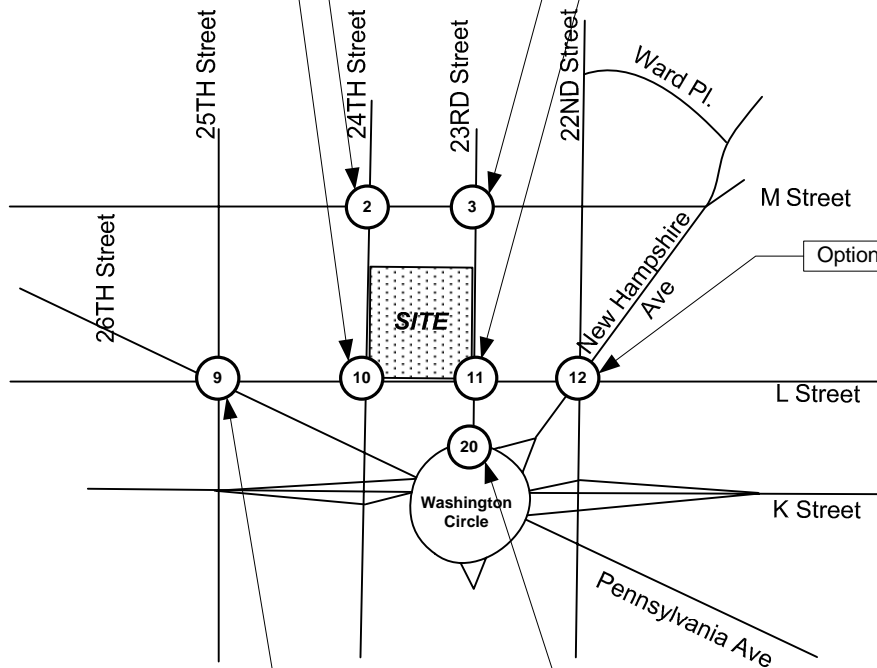 25TH Street
24TH Street
23RD Street
22ND Street
Ward Pl.
2
3
M Street
26TH Street
New Hampshire
Ave
Option
SITE
9
10
11
12
L Street
20
Washington
Circle
K Street
Pennsylvania Ave